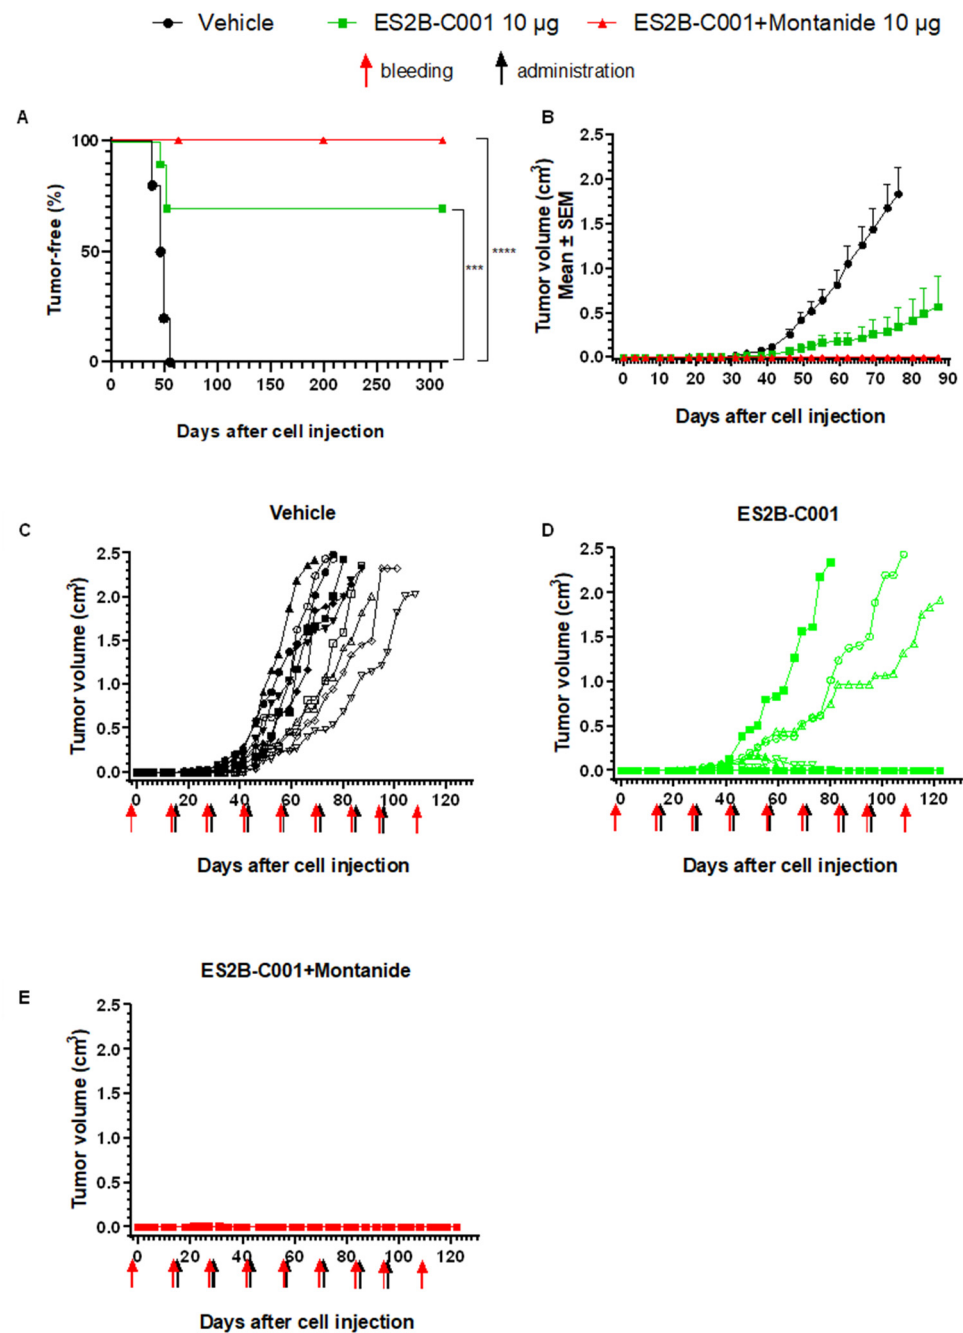 Vehicle ES2B-C001 10 µg ES2B-C001+Montanide 10 µg
bleeding administration
A
100
50
0
Tumor-free (%)
0 50 100 150 200 250 300
Days after cell injection
***
****
B
2.5
2.0
1.5
1.0
0.5
0.0
Tumor volume (cm3)
Mean ± SEM
0 10 20 30 40 50 60 70 80 90
Days after cell injection
C
Vehicle
2.5
2.0
1.5
1.0
0.5
0.0
Tumor volume (cm3)
0 20 40 60 80 100 120
Days after cell injection
D
ES2B-C001
2.5
2.0
1.5
1.0
0.5
0.0
Tumor volume (cm3)
0 20 40 60 80 100 120
Days after cell injection
E
ES2B-C001+Montanide
2.5
2.0
1.5
1.0
0.5
0.0
Tumor volume (cm3)
0 20 40 60 80 100 120
Days after cell injection